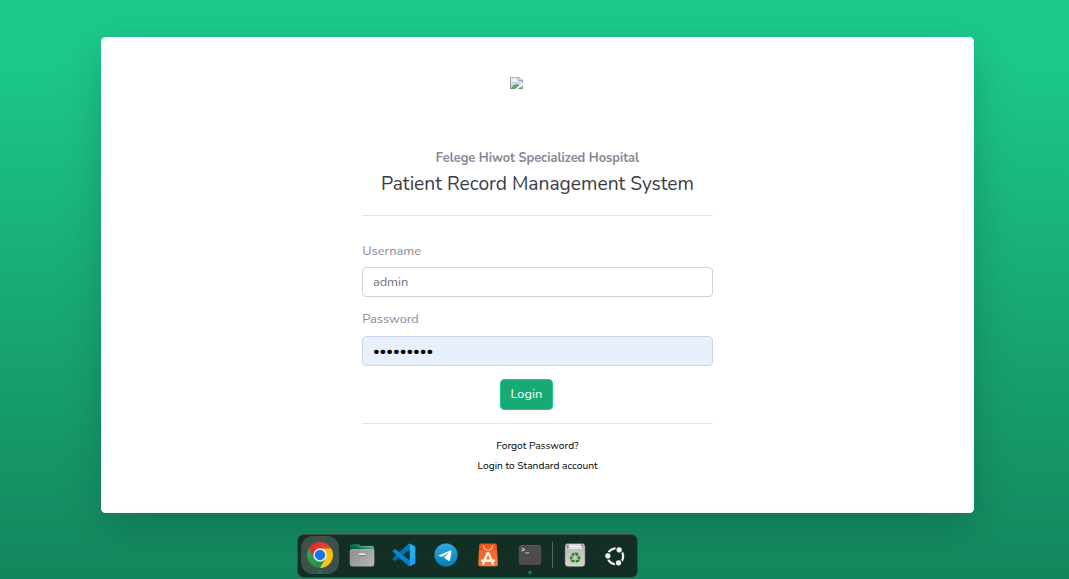 Felege Hiwot Specialized Hospital
Patient Record Management System
Username
admin
Password
•••••••••
Login
Forgot Password?
Login to Standard account